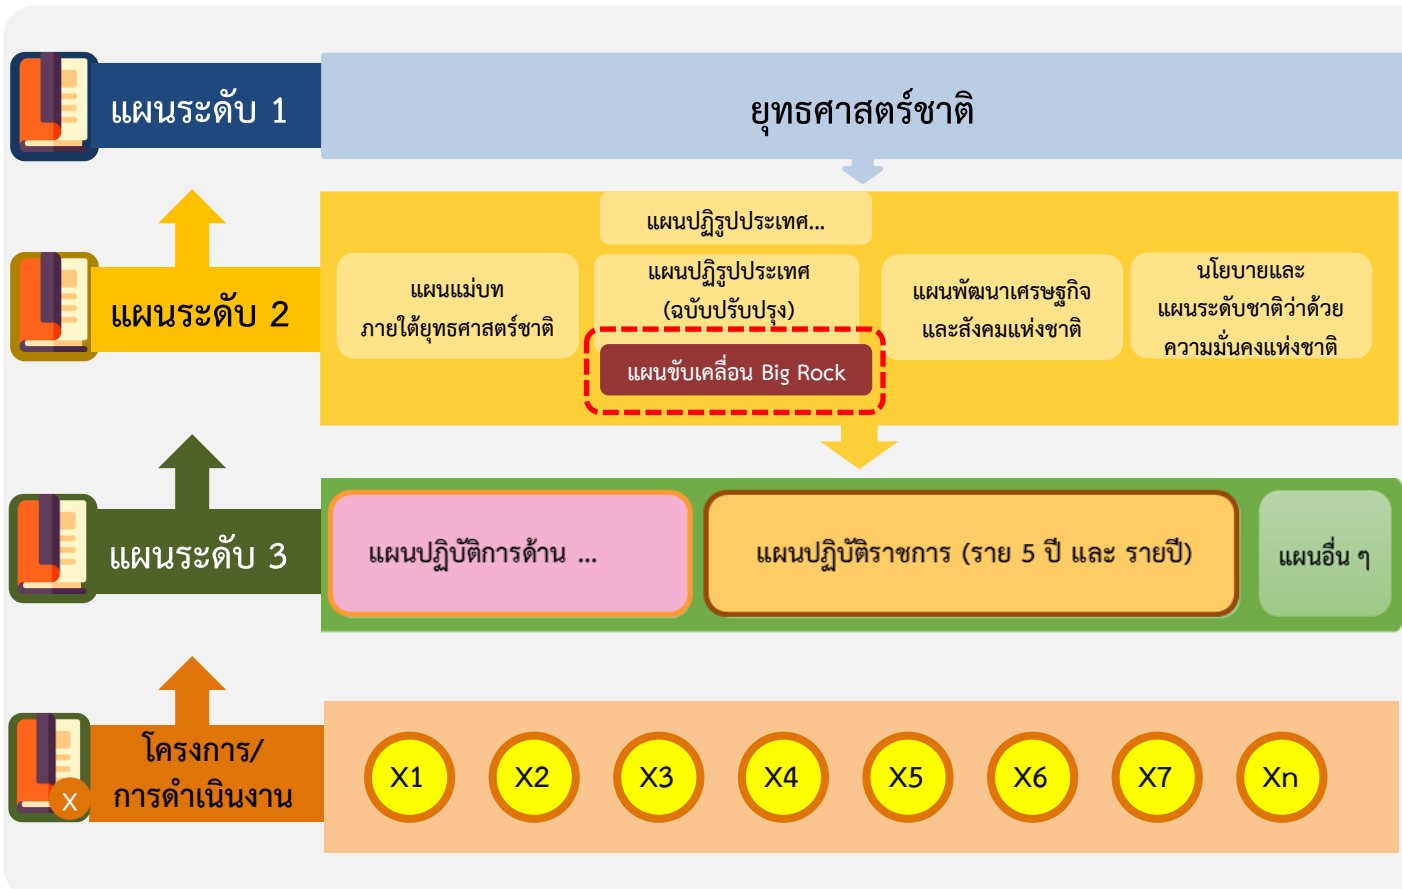 แผนระดับ 1
ยุทธศาสตร์ชาติ
แผนระดับ 2
แผนแม่บท
ภายใต้ยุทธศาสตร์ชาติ
แผนปฏิรูปประเทศ...
แผนปฏิรูปประเทศ
(ฉบับปรับปรุง)
แผนขับเคลื่อน Big Rock
แผนพัฒนาเศรษฐกิจ
และสังคมแห่งชาติ
นโยบายและ
แผนระดับชาติว่าด้วย
ความมั่นคงแห่งชาติ
แผนระดับ 3
แผนปฏิบัติการด้าน ...
แผนปฏิบัติราชการ (ราย 5 ปี และ รายปี)
แผนอื่น ๆ
X
โครงการ/
การดำเนินงาน
X1
X2
X3
X4
X5
X6
X7
Xn